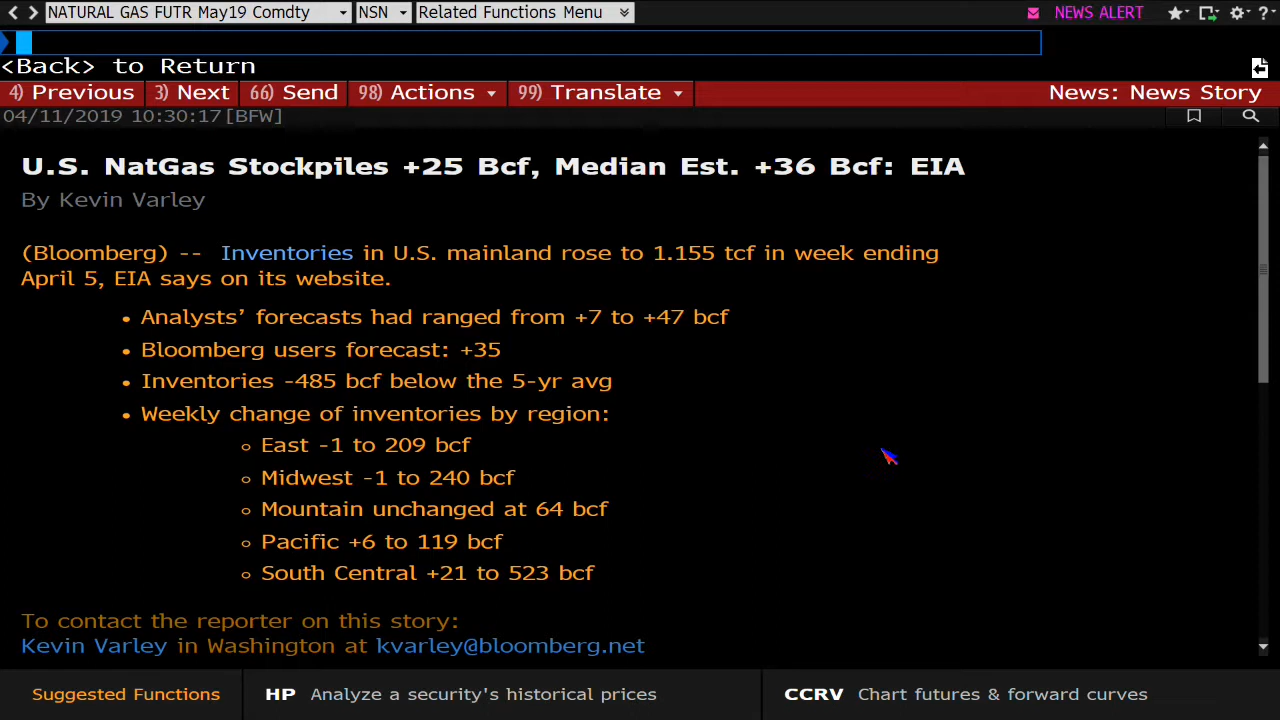 NATURAL GAS FUTR May19 Comdty NSN Related Functions Menu NEWS ALERT ?
<Back> to Return
4) Previous 3) Next 66) Send 98) Actions 99) Translate News: News Story
04/11/2019 10:30:17 [BFW]
U.S. NatGas Stockpiles +25 Bcf, Median Est. +36 Bcf: EIA
By Kevin Varley
(Bloomberg) -- Inventories in U.S. mainland rose to 1.155 tcf in week ending
April 5, EIA says on its website.
• Analysts’ forecasts had ranged from +7 to +47 bcf
• Bloomberg users forecast: +35
• Inventories -485 bcf below the 5-yr avg
• Weekly change of inventories by region:
○ East -1 to 209 bcf
○ Midwest -1 to 240 bcf
○ Mountain unchanged at 64 bcf
○ Pacific +6 to 119 bcf
○ South Central +21 to 523 bcf
To contact the reporter on this story:
Kevin Varley in Washington at kvarley@bloomberg.net
Suggested Functions HP Analyze a security's historical prices CCRV Chart futures & forward curves